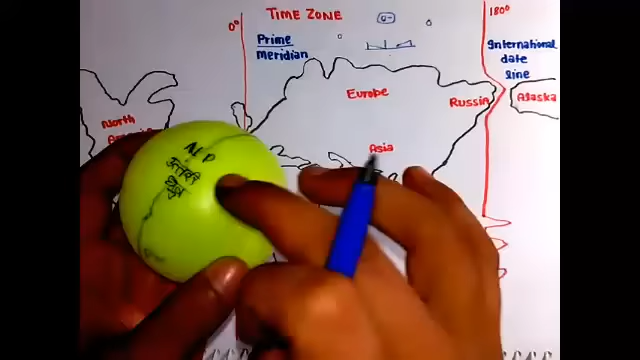 TIME ZONE
0°
180°
Prime
meridian
International
date
line
Europe
Russia
Alaska
North
Asia